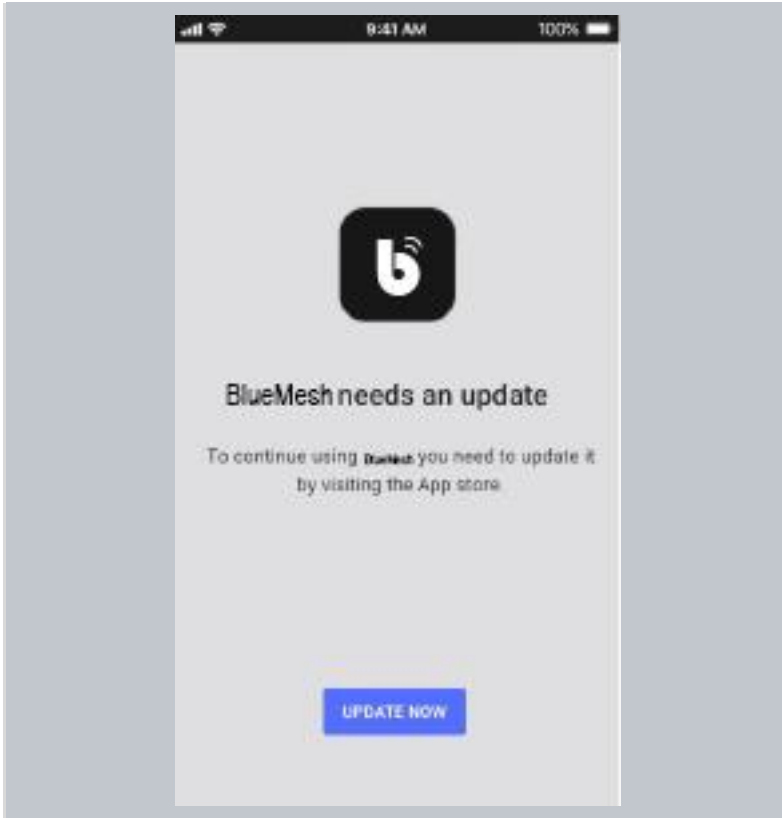 9:41 AM 100%
b
BlueMesh needs an update
To continue using BlueMesh you need to update it
by visiting the App store
UPDATE NOW